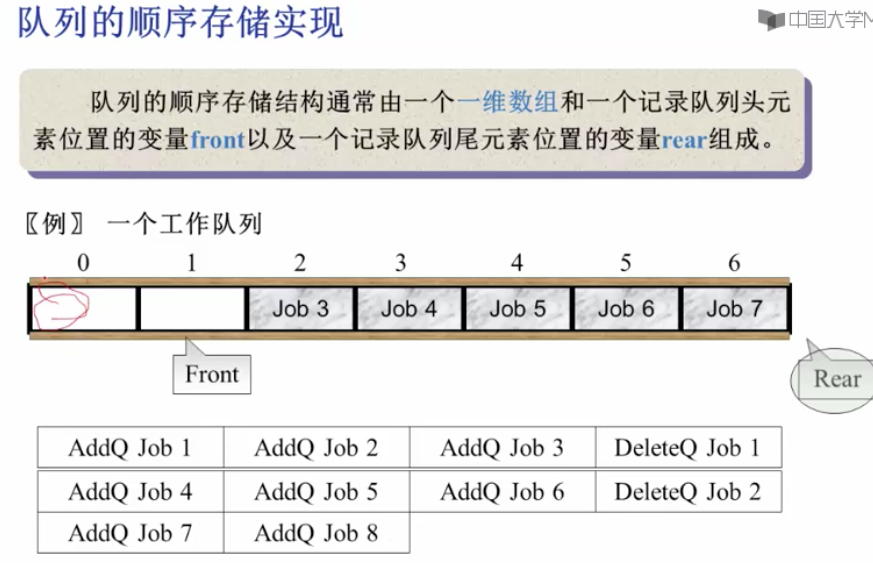 队列的顺序存储实现
中国大学M
队列的顺序存储结构通常由一个一维数组和一个记录队列头元
素位置的变量front以及一个记录队列尾元素位置的变量rear组成。
〖例〗 一个工作队列
0 1 2 3 4 5 6
Job 3 Job 4 Job 5 Job 6 Job 7
Front
Rear
AddQ Job 1 AddQ Job 2 AddQ Job 3 DeleteQ Job 1
AddQ Job 4 AddQ Job 5 AddQ Job 6 DeleteQ Job 2
AddQ Job 7 AddQ Job 8